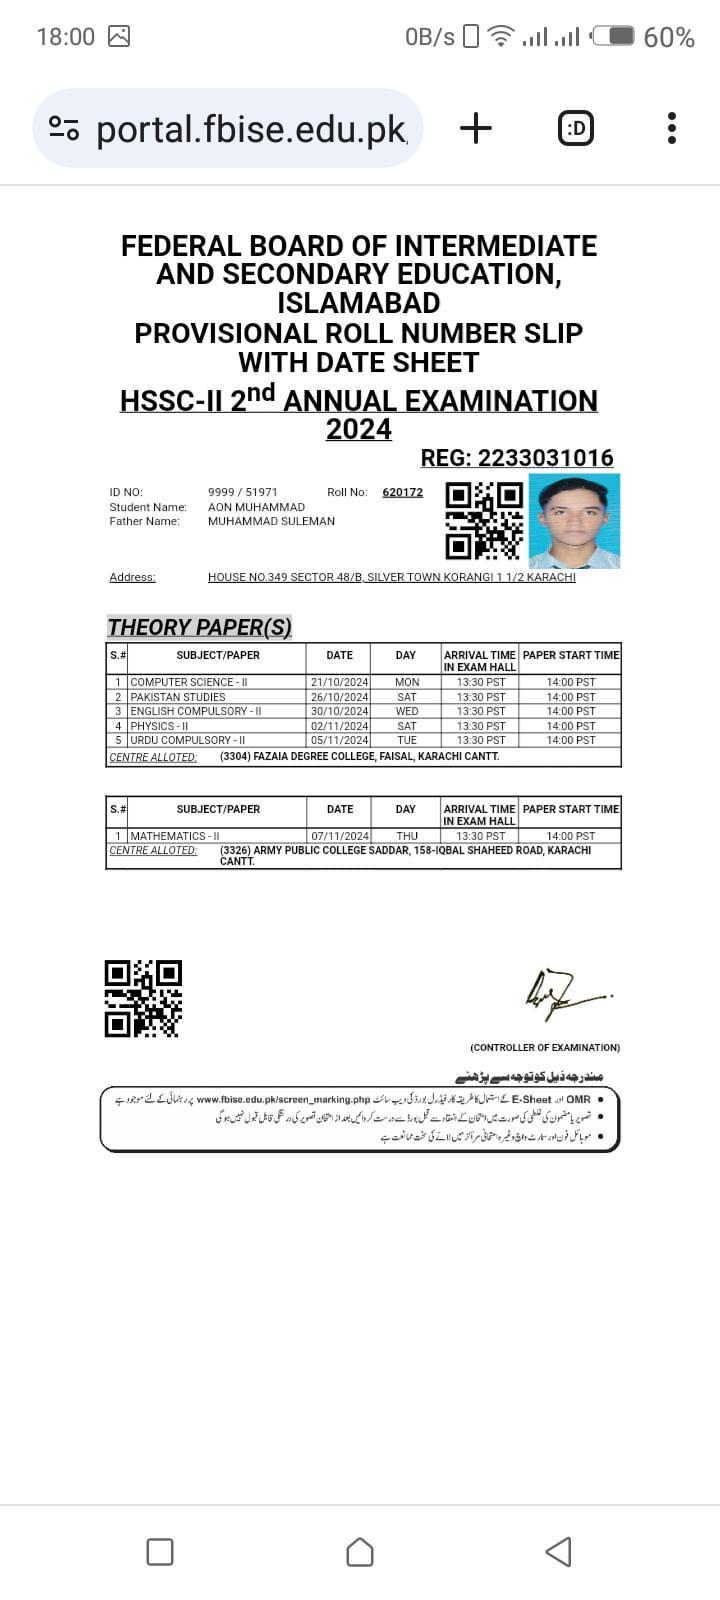 18:00
0B/s
60%
portal.fbise.edu.pk
:D
FEDERAL BOARD OF INTERMEDIATE
AND SECONDARY EDUCATION,
ISLAMABAD
PROVISIONAL ROLL NUMBER SLIP
WITH DATE SHEET
HSSC-II 2nd ANNUAL EXAMINATION
2024
REG: 2233031016
ID NO: 9999 / 51971 Roll No: 620172
Student Name: AON MUHAMMAD
Father Name: MUHAMMAD SULEMAN
Address: HOUSE NO.349 SECTOR 48/B, SILVER TOWN KORANGI 1 1/2 KARACHI
THEORY PAPER(S)
S.# SUBJECT/PAPER DATE DAY ARRIVAL TIME IN EXAM HALL PAPER START TIME
1 COMPUTER SCIENCE - II 21/10/2024 MON 13:30 PST 14:00 PST
2 PAKISTAN STUDIES 26/10/2024 SAT 13:30 PST 14:00 PST
3 ENGLISH COMPULSORY - II 30/10/2024 WED 13:30 PST 14:00 PST
4 PHYSICS - II 02/11/2024 SAT 13:30 PST 14:00 PST
5 URDU COMPULSORY - II 05/11/2024 TUE 13:30 PST 14:00 PST
CENTRE ALLOTED: (3304) FAZAIA DEGREE COLLEGE, FAISAL, KARACHI CANTT.
S.# SUBJECT/PAPER DATE DAY ARRIVAL TIME IN EXAM HALL PAPER START TIME
1 MATHEMATICS - II 07/11/2024 THU 13:30 PST 14:00 PST
CENTRE ALLOTED: (3326) ARMY PUBLIC COLLEGE SADDAR, 158-IQBAL SHAHEED ROAD, KARACHI
CANTT.
(CONTROLLER OF EXAMINATION)
مندرجہ ذیل کو توجہ سے پڑھئے
OMR اور E-Sheet کے استعمال کا طریقہ کار فیڈرل بورڈ کی ویب سائٹ www.fbise.edu.pk/screen_marking.php پر رہنمائی کے لئے موجود ہے
تصویر یا مضمون کی غلطی کی صورت میں امتحان کے انعقاد سے قبل بورڈ سے درست کروائیں بعد از امتحان تصویر کی درستگی قابل قبول نہیں ہوگی
موبائل فون اور سمارٹ واچ وغیرہ امتحانی مراکز میں لانے کی سخت ممانعت ہے